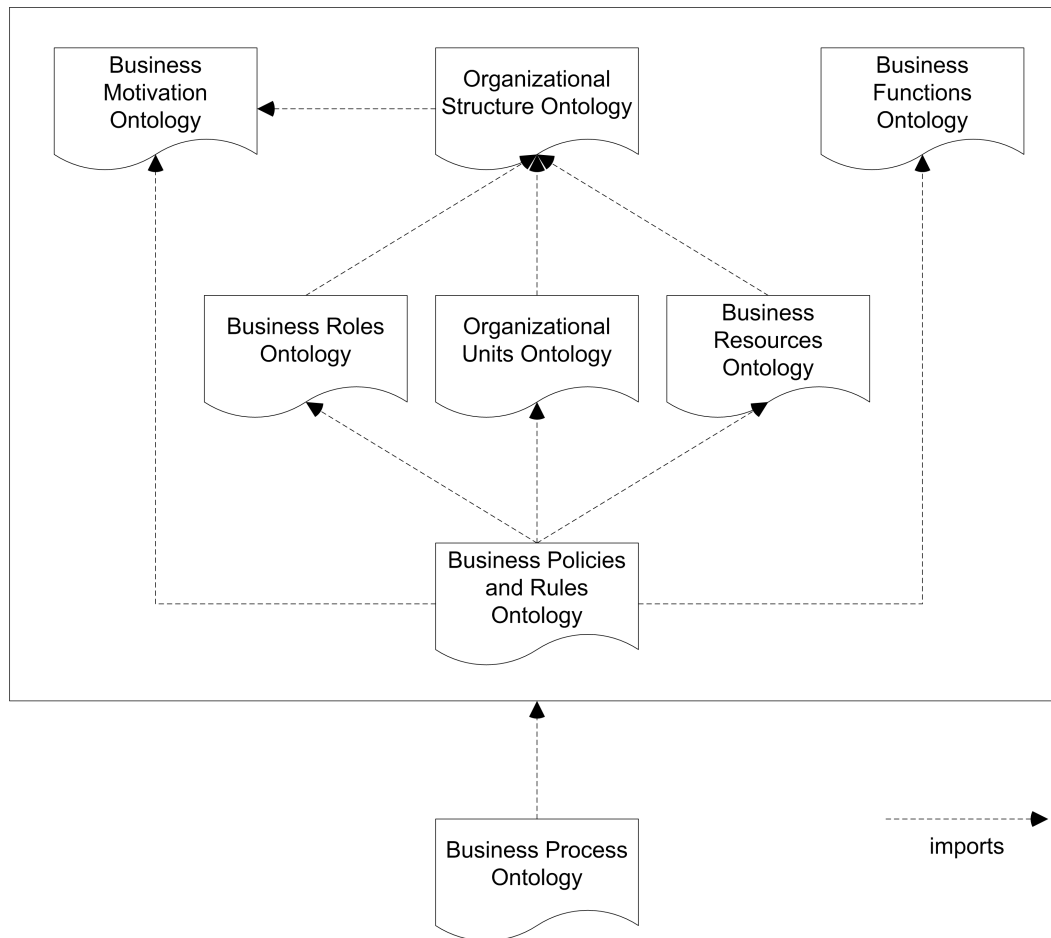 Business
Motivation
Ontology
Organizational
Structure Ontology
Business
Functions
Ontology
Business Roles
Ontology
Organizational
Units Ontology
Business
Resources
Ontology
Business Policies
and Rules
Ontology
Business Process
Ontology
imports